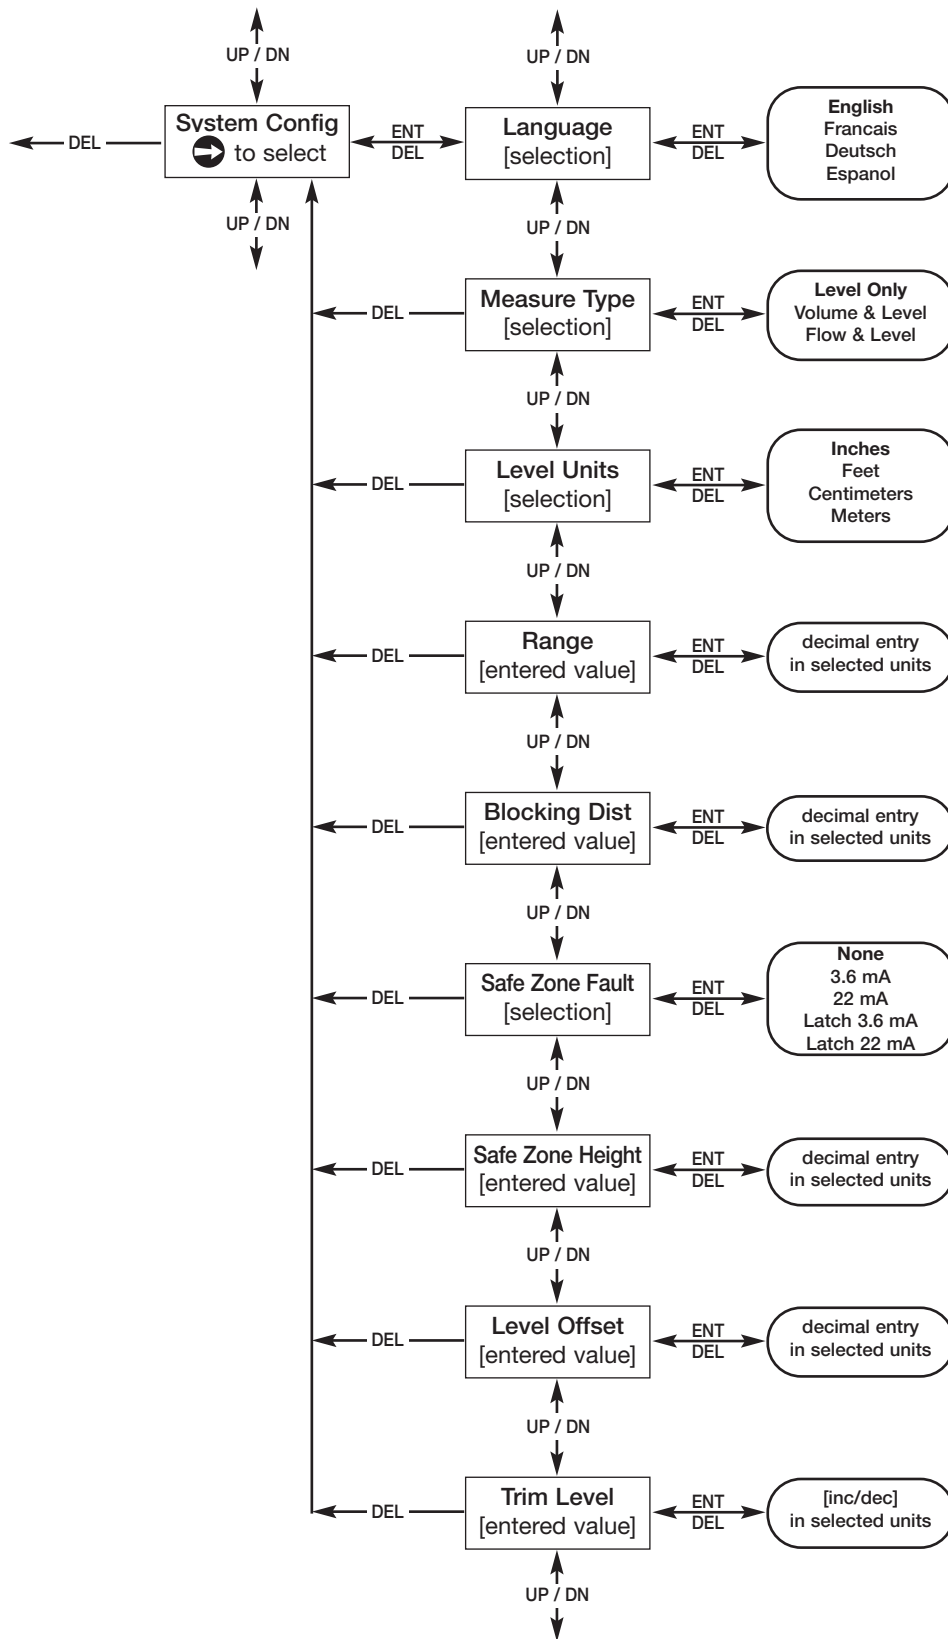 UP / DN
UP / DN
DEL
System Config
to select
ENT
DEL
Language
[selection]
ENT
DEL
English
Francais
Deutsch
Espanol
UP / DN
UP / DN
DEL
Measure Type
[selection]
ENT
DEL
Level Only
Volume & Level
Flow & Level
UP / DN
DEL
Level Units
[selection]
ENT
DEL
Inches
Feet
Centimeters
Meters
UP / DN
DEL
Range
[entered value]
ENT
DEL
decimal entry
in selected units
UP / DN
DEL
Blocking Dist
[entered value]
ENT
DEL
decimal entry
in selected units
UP / DN
DEL
Safe Zone Fault
[selection]
ENT
DEL
None
3.6 mA
22 mA
Latch 3.6 mA
Latch 22 mA
UP / DN
DEL
Safe Zone Height
[entered value]
ENT
DEL
decimal entry
in selected units
UP / DN
DEL
Level Offset
[entered value]
ENT
DEL
decimal entry
in selected units
UP / DN
DEL
Trim Level
[entered value]
ENT
DEL
[inc/dec]
in selected units
UP / DN